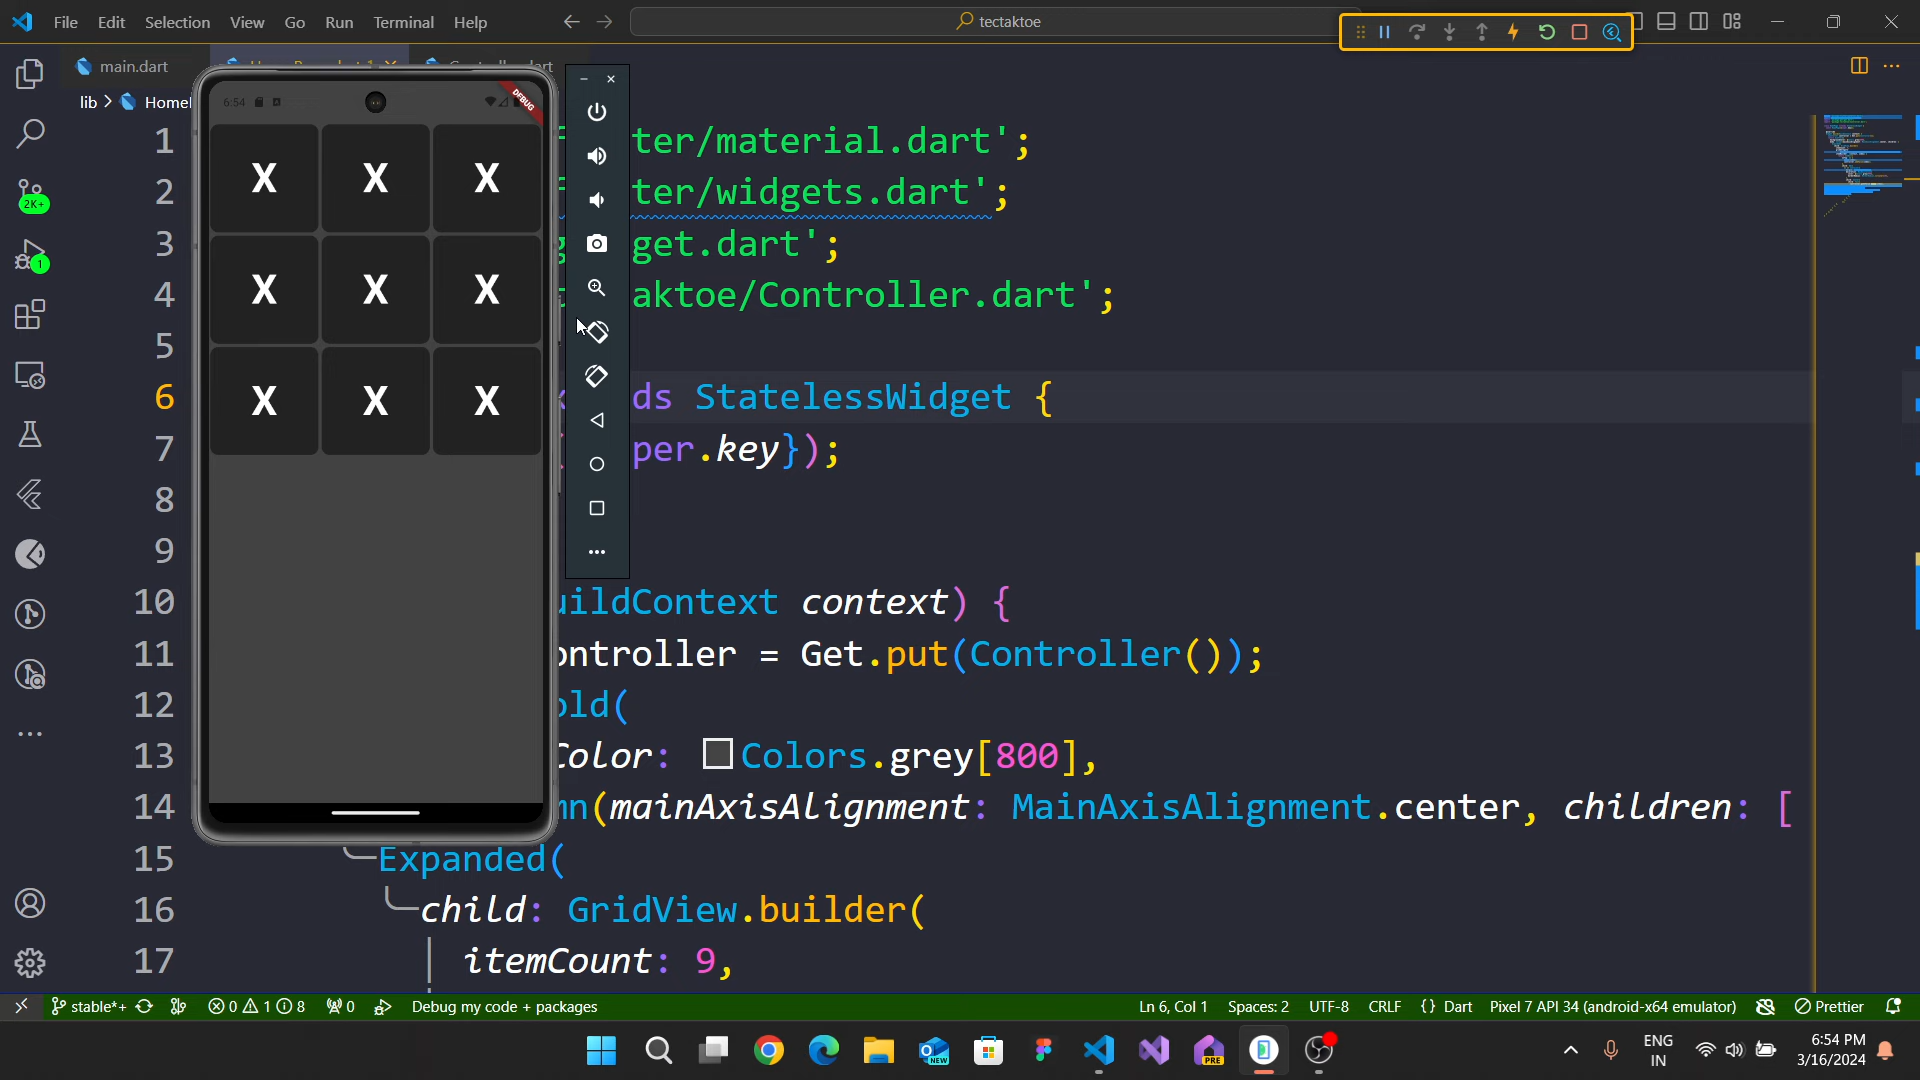 File Edit Selection View Go Run Terminal Help
tectaktoe
main.dart
lib
6:54
DEBUG
X X X
X X X
X X X
2K+
1
1 ter/material.dart';
2 ter/widgets.dart';
3 get.dart';
4 aktoe/Controller.dart';
5
6 ds StatelessWidget {
7 per.key});
8
9
10 uildContext context) {
11 ontroller = Get.put(Controller());
12 old(
13 Color: Colors.grey[800],
14 mn(mainAxisAlignment: MainAxisAlignment.center, children: [
15 Expanded(
16 child: GridView.builder(
17 itemCount: 9,
stable*+ 0 1 8 0 Debug my code + packages Ln 6, Col 1 Spaces: 2 UTF-8 CRLF {} Dart Pixel 7 API 34 (android-x64 emulator) Prettier
NEW
PRE
ENG
IN
6:54 PM
3/16/2024